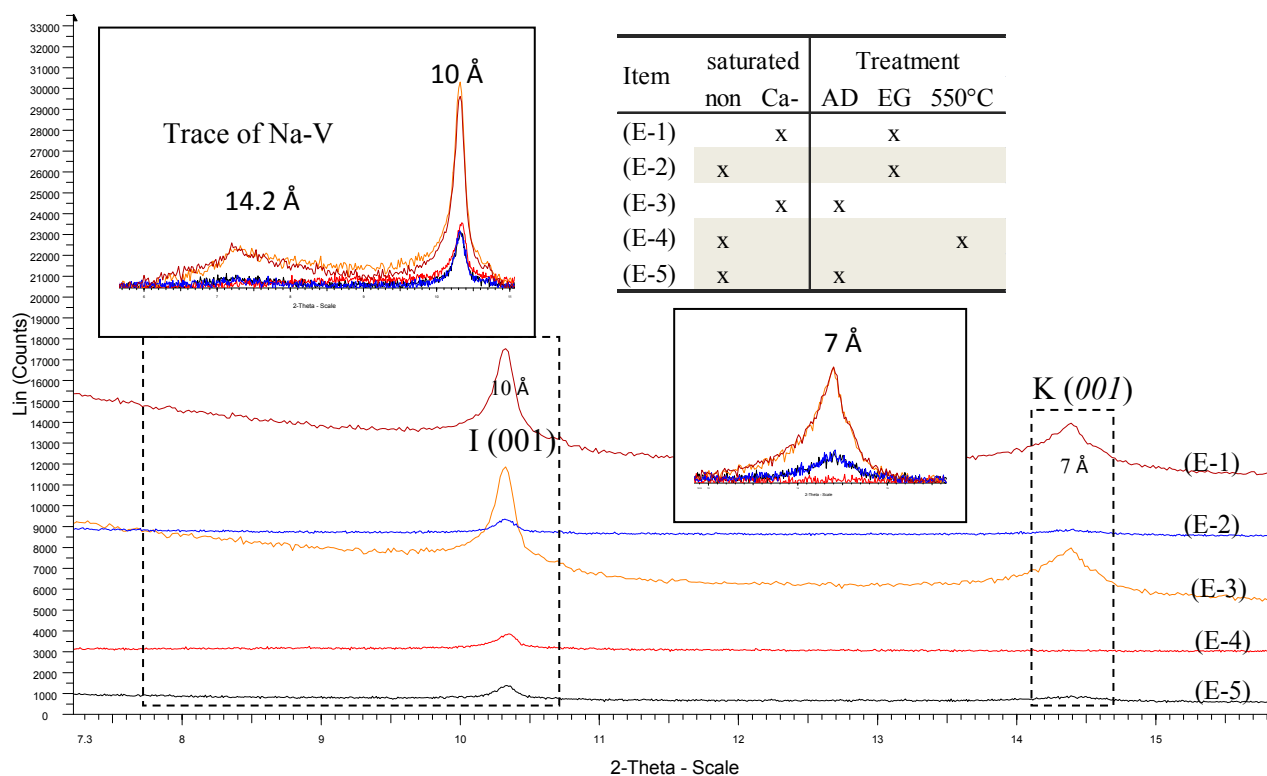 33000
32000
31000
30000
29000
28000
27000
26000
25000
24000
23000
22000
21000
20000
19000
18000
17000
16000
15000
14000
13000
12000
11000
10000
9000
8000
7000
6000
5000
4000
3000
2000
1000
0
Lin (Counts)
10 Å
Trace of Na-V
14.2 Å
2-Theta - Scale
Item saturated Treatment
non Ca- AD EG 550°C
(E-1) x x
(E-2) x x
(E-3) x x
(E-4) x x
(E-5) x x
7 Å
2-Theta - Scale
10 Å
I (001)
K (001)
7 Å
(E-1)
(E-2)
(E-3)
(E-4)
(E-5)
7.3 8 9 10 11 12 13 14 15
2-Theta - Scale